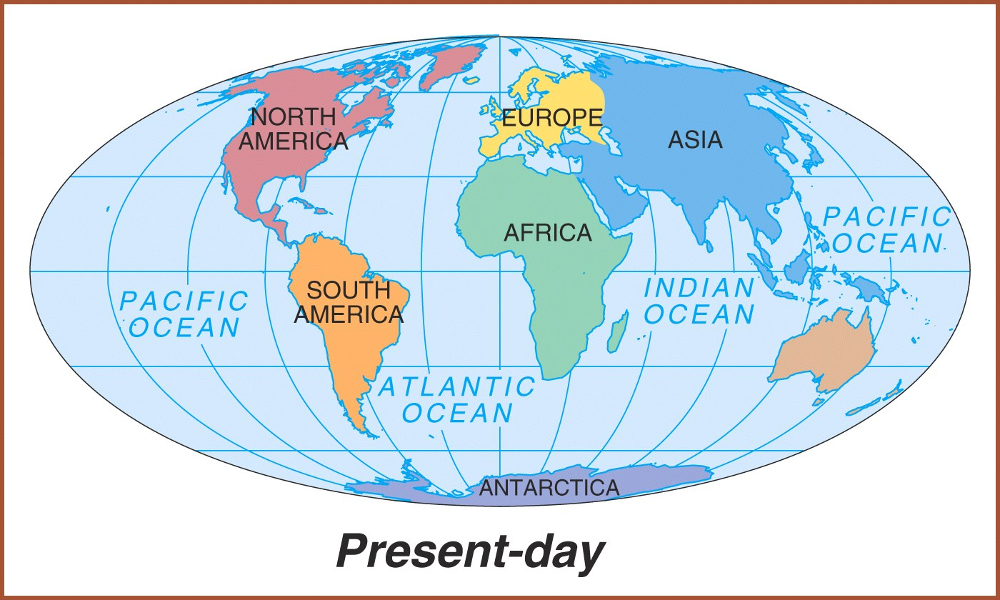 NORTH
AMERICA
EUROPE
ASIA
AFRICA
PACIFIC
OCEAN
SOUTH
AMERICA
PACIFIC
OCEAN
INDIAN
OCEAN
ATLANTIC
OCEAN
ANTARCTICA
Present-day